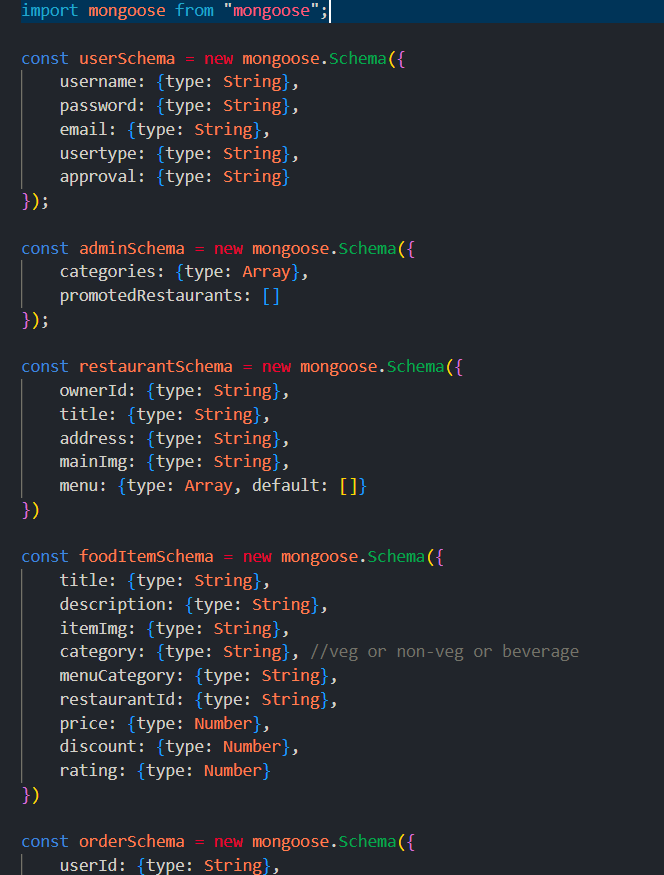 import mongoose from "mongoose";
const userSchema = new mongoose.Schema({
username: {type: String},
password: {type: String},
email: {type: String},
usertype: {type: String},
approval: {type: String}
});
const adminSchema = new mongoose.Schema({
categories: {type: Array},
promotedRestaurants: []
});
const restaurantSchema = new mongoose.Schema({
ownerId: {type: String},
title: {type: String},
address: {type: String},
mainImg: {type: String},
menu: {type: Array, default: []}
})
const foodItemSchema = new mongoose.Schema({
title: {type: String},
description: {type: String},
itemImg: {type: String},
category: {type: String}, //veg or non-veg or beverage
menuCategory: {type: String},
restaurantId: {type: String},
price: {type: Number},
discount: {type: Number},
rating: {type: Number}
})
const orderSchema = new mongoose.Schema({
userId: {type: String},